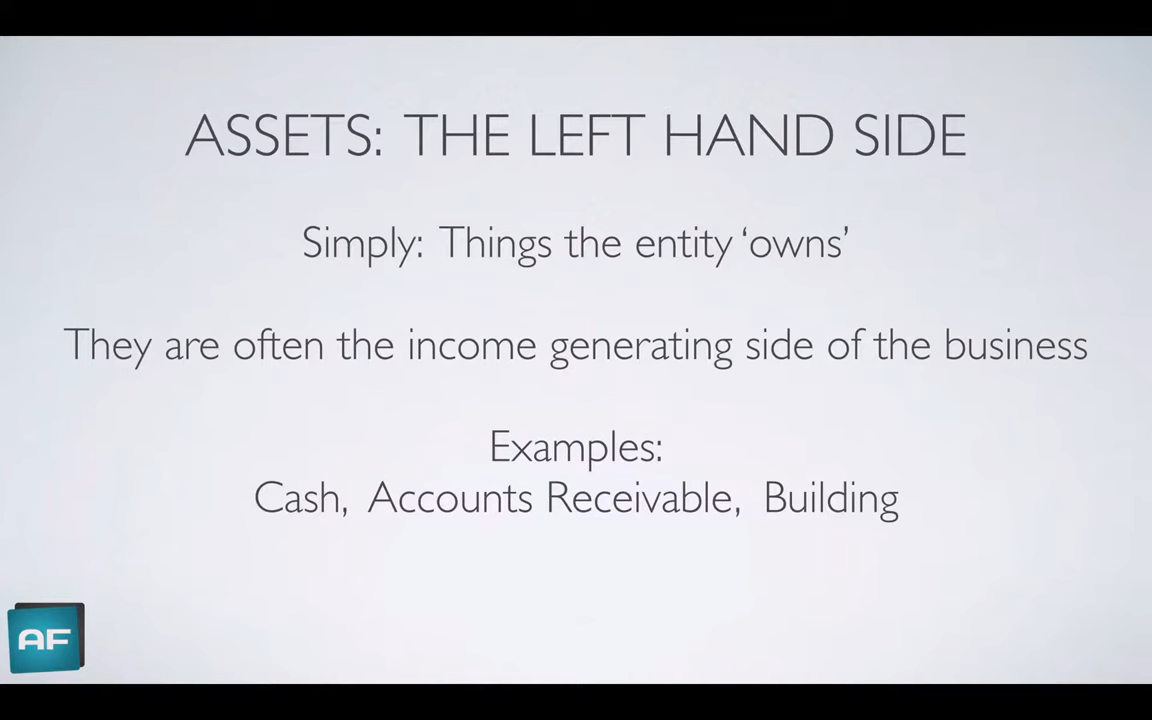 ASSETS: THE LEFT HAND SIDE
Simply: Things the entity ‘owns’
They are often the income generating side of the business
Examples:
Cash, Accounts Receivable, Building
AF